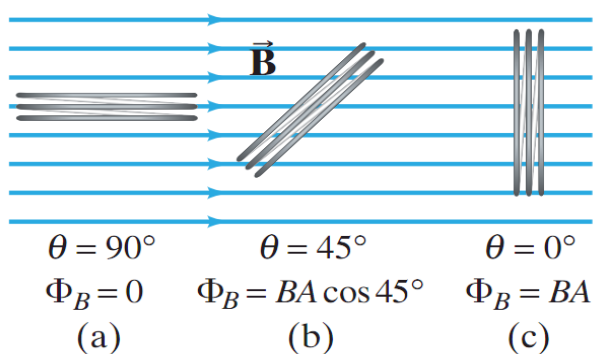 B⃗
θ = 90° θ = 45° θ = 0°
Φ_B = 0 Φ_B = BA cos 45° Φ_B = BA
(a) (b) (c)